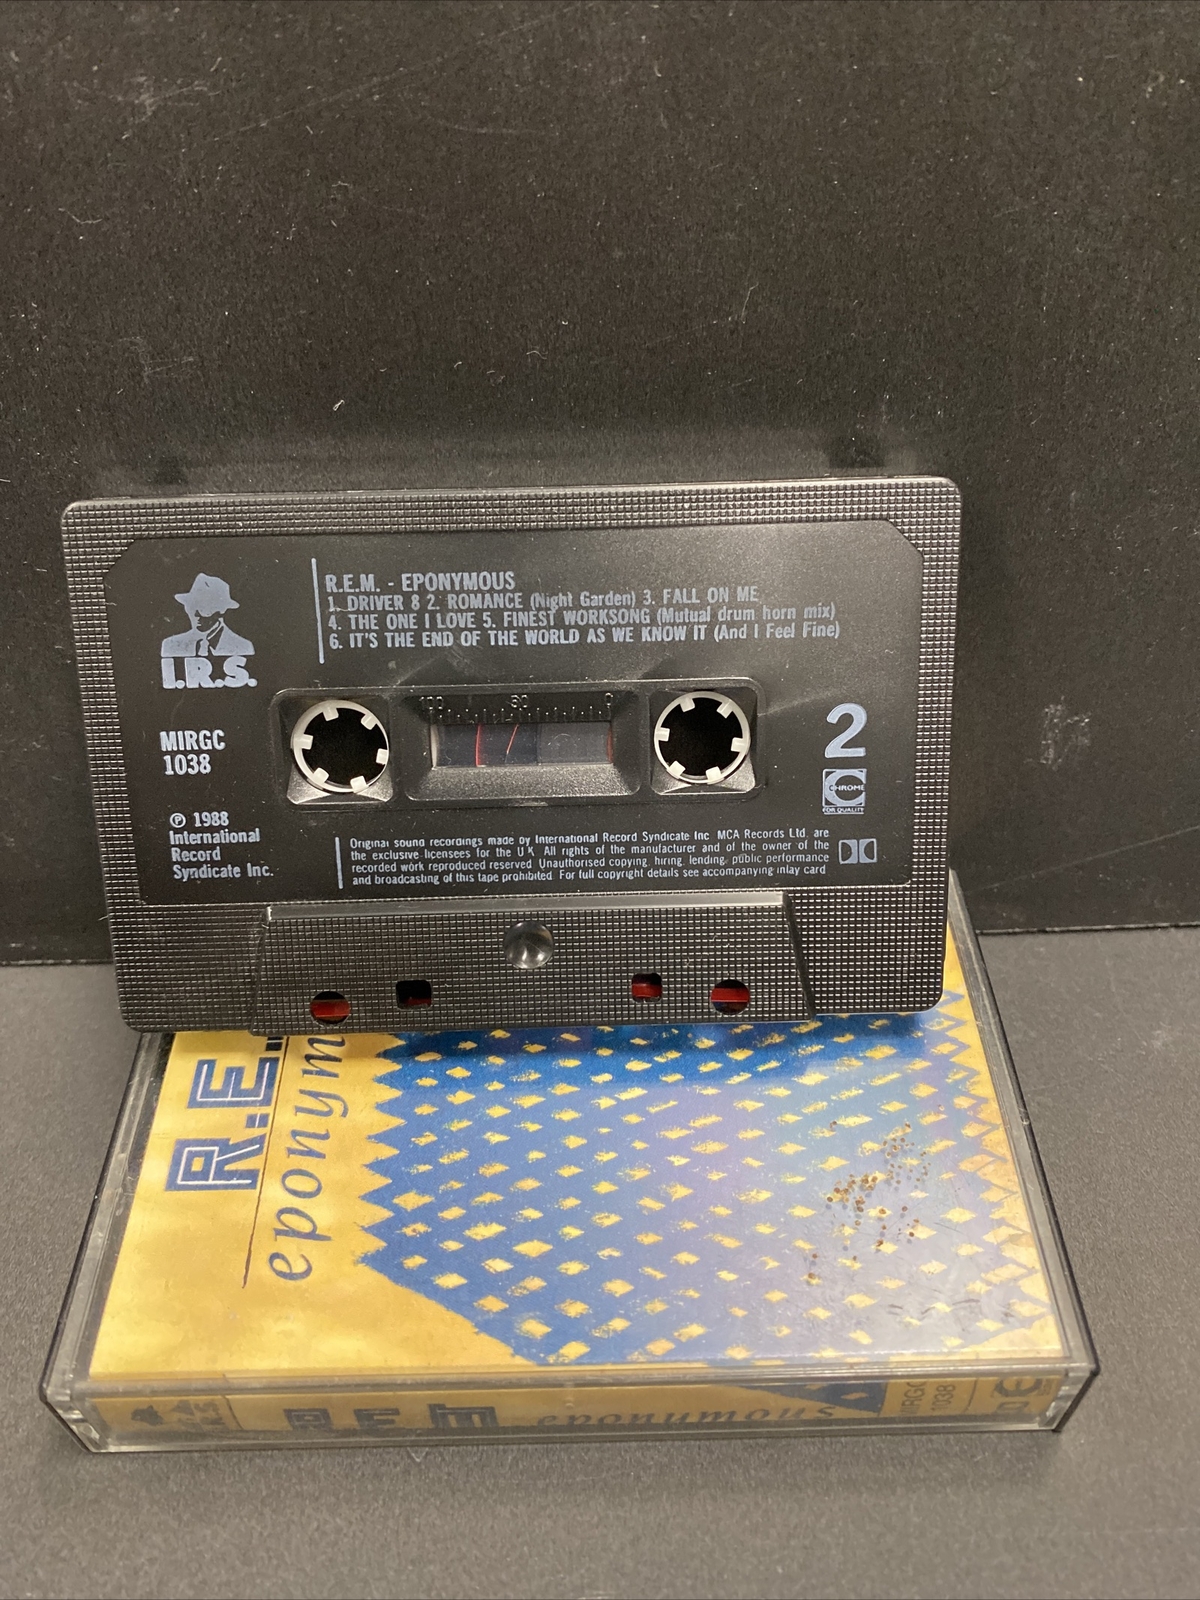 R.E.M. - EPONYMOUS
1. DRIVER 8 2. ROMANCE (Night Garden) 3. FALL ON ME
4. THE ONE I LOVE 5. FINEST WORKSONG (Mutual drum horn mix)
6. IT'S THE END OF THE WORLD AS WE KNOW IT (And I Feel Fine)
I.R.S.
100 50 0
MIRGC
1038
2
CHROME
FOR QUALITY
℗ 1988
International
Record
Syndicate Inc.
Original sound recordings made by International Record Syndicate Inc. MCA Records Ltd. are
the exclusive licensees for the U.K. All rights of the manufacturer and of the owner of the
recorded work reproduced reserved. Unauthorised copying, hiring, lending, public performance
and broadcasting of this tape prohibited. For full copyright details see accompanying inlay card
R.E.
eponym
I.R.S.
R.E.M. eponymous
MIRGC
1038